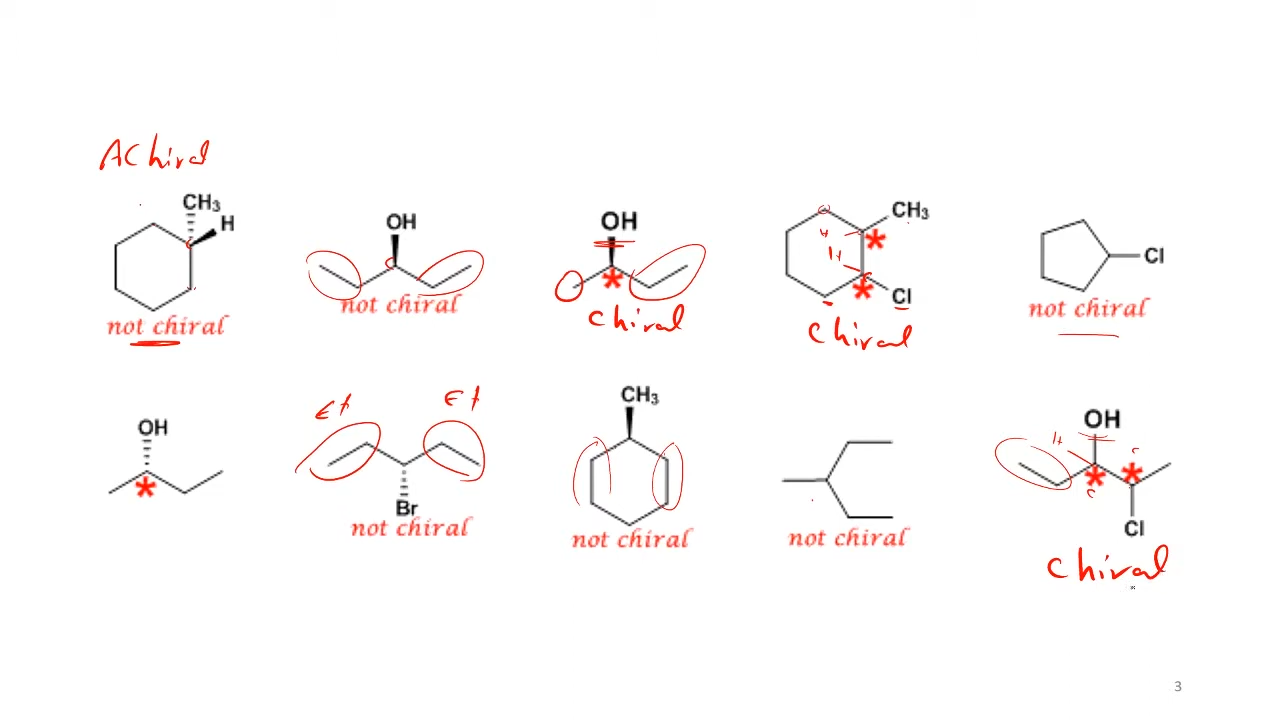 AChiral
CH₃
H
not chiral
OH
not chiral
OH
*
Chiral
CH₃
H
*
H
*
Cl
Chiral
Cl
not chiral
OH
*
Et
Et
Br
not chiral
CH₃
not chiral
not chiral
OH
H
*
*
c
c
Cl
Chiral
3